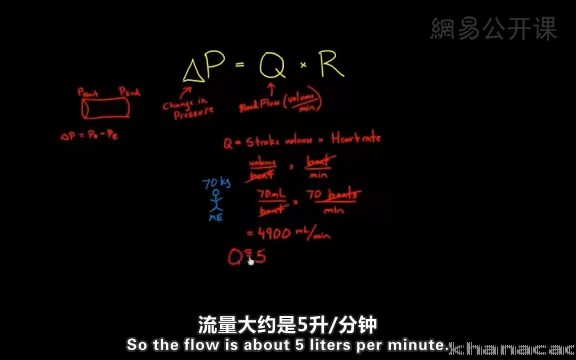 網易公开课
ΔP = Q × R
Pstart Pend
Change in Pressure
Blood Flow (volume/min)
ΔP = Ps - PE
Q = Stroke volume × Heart rate
volume/beat × beat/min
70 kg
ME
70mL/beat × 70 beats/min
= 4900 mL/min
Q ≅ 5
流量大约是5升/分钟
So the flow is about 5 liters per minute.
khanacac